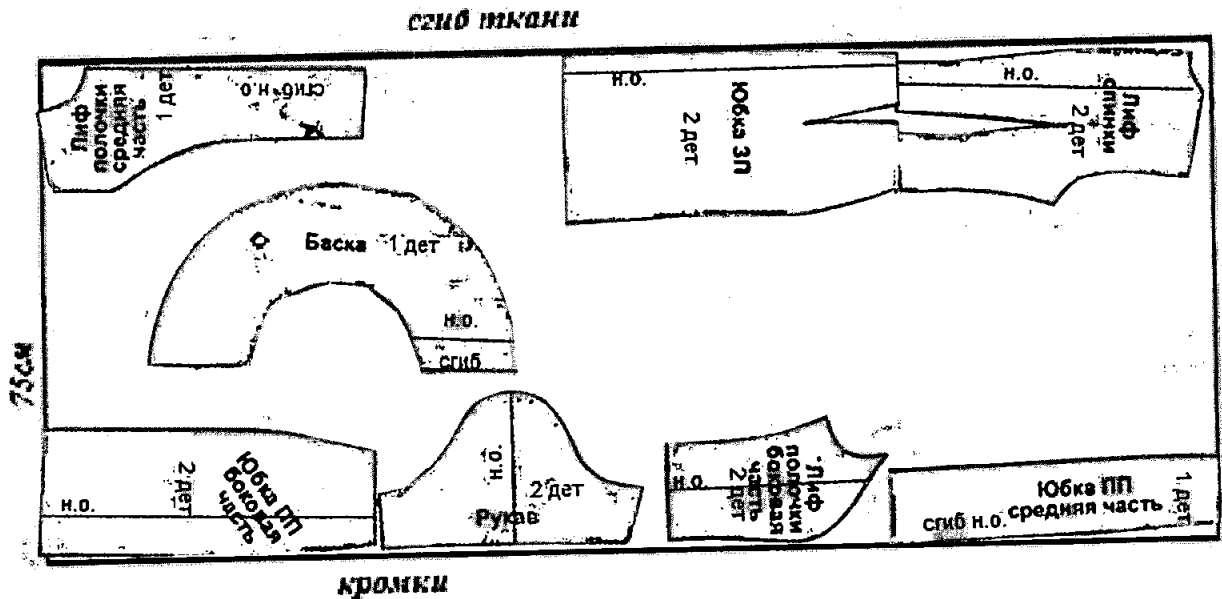 сгиб ткани
Лиф
полочки
средняя
часть
1 дет
сгиб н.о.
н.о.
Юбка ЗП
2 дет
н.о.
Лиф
спинки
2 дет
Баска 1 дет
н.о.
сгиб
75см
н.о.
2 дет
Юбка ПП
боковая
часть
н.о.
2 дет
Рукав
н.о.
Лиф
полочки
боковая
часть
2 дет
Юбка ПП
средняя часть
1 дет
сгиб н.о.
кромки